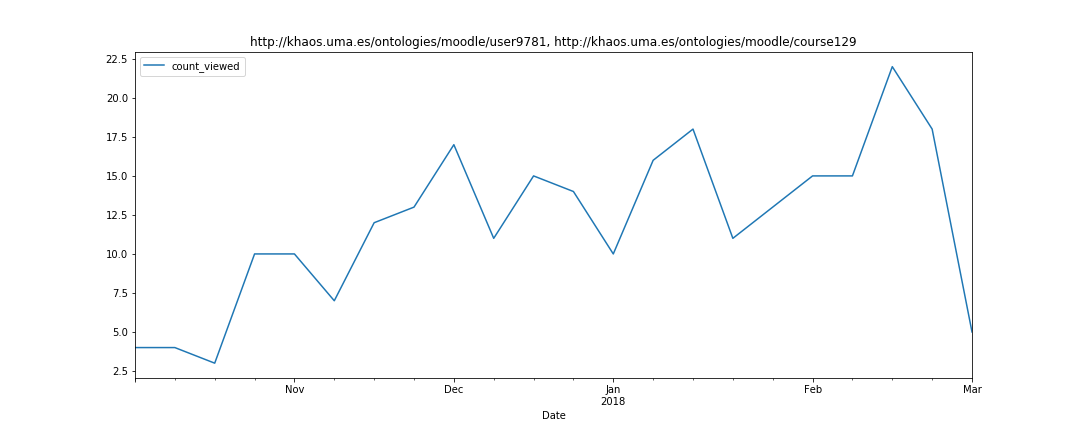 http://khaos.uma.es/ontologies/moodle/user9781, http://khaos.uma.es/ontologies/moodle/course129
count_viewed
22.5
20.0
17.5
15.0
12.5
10.0
7.5
5.0
2.5
Nov Dec Jan Feb Mar
2018
Date